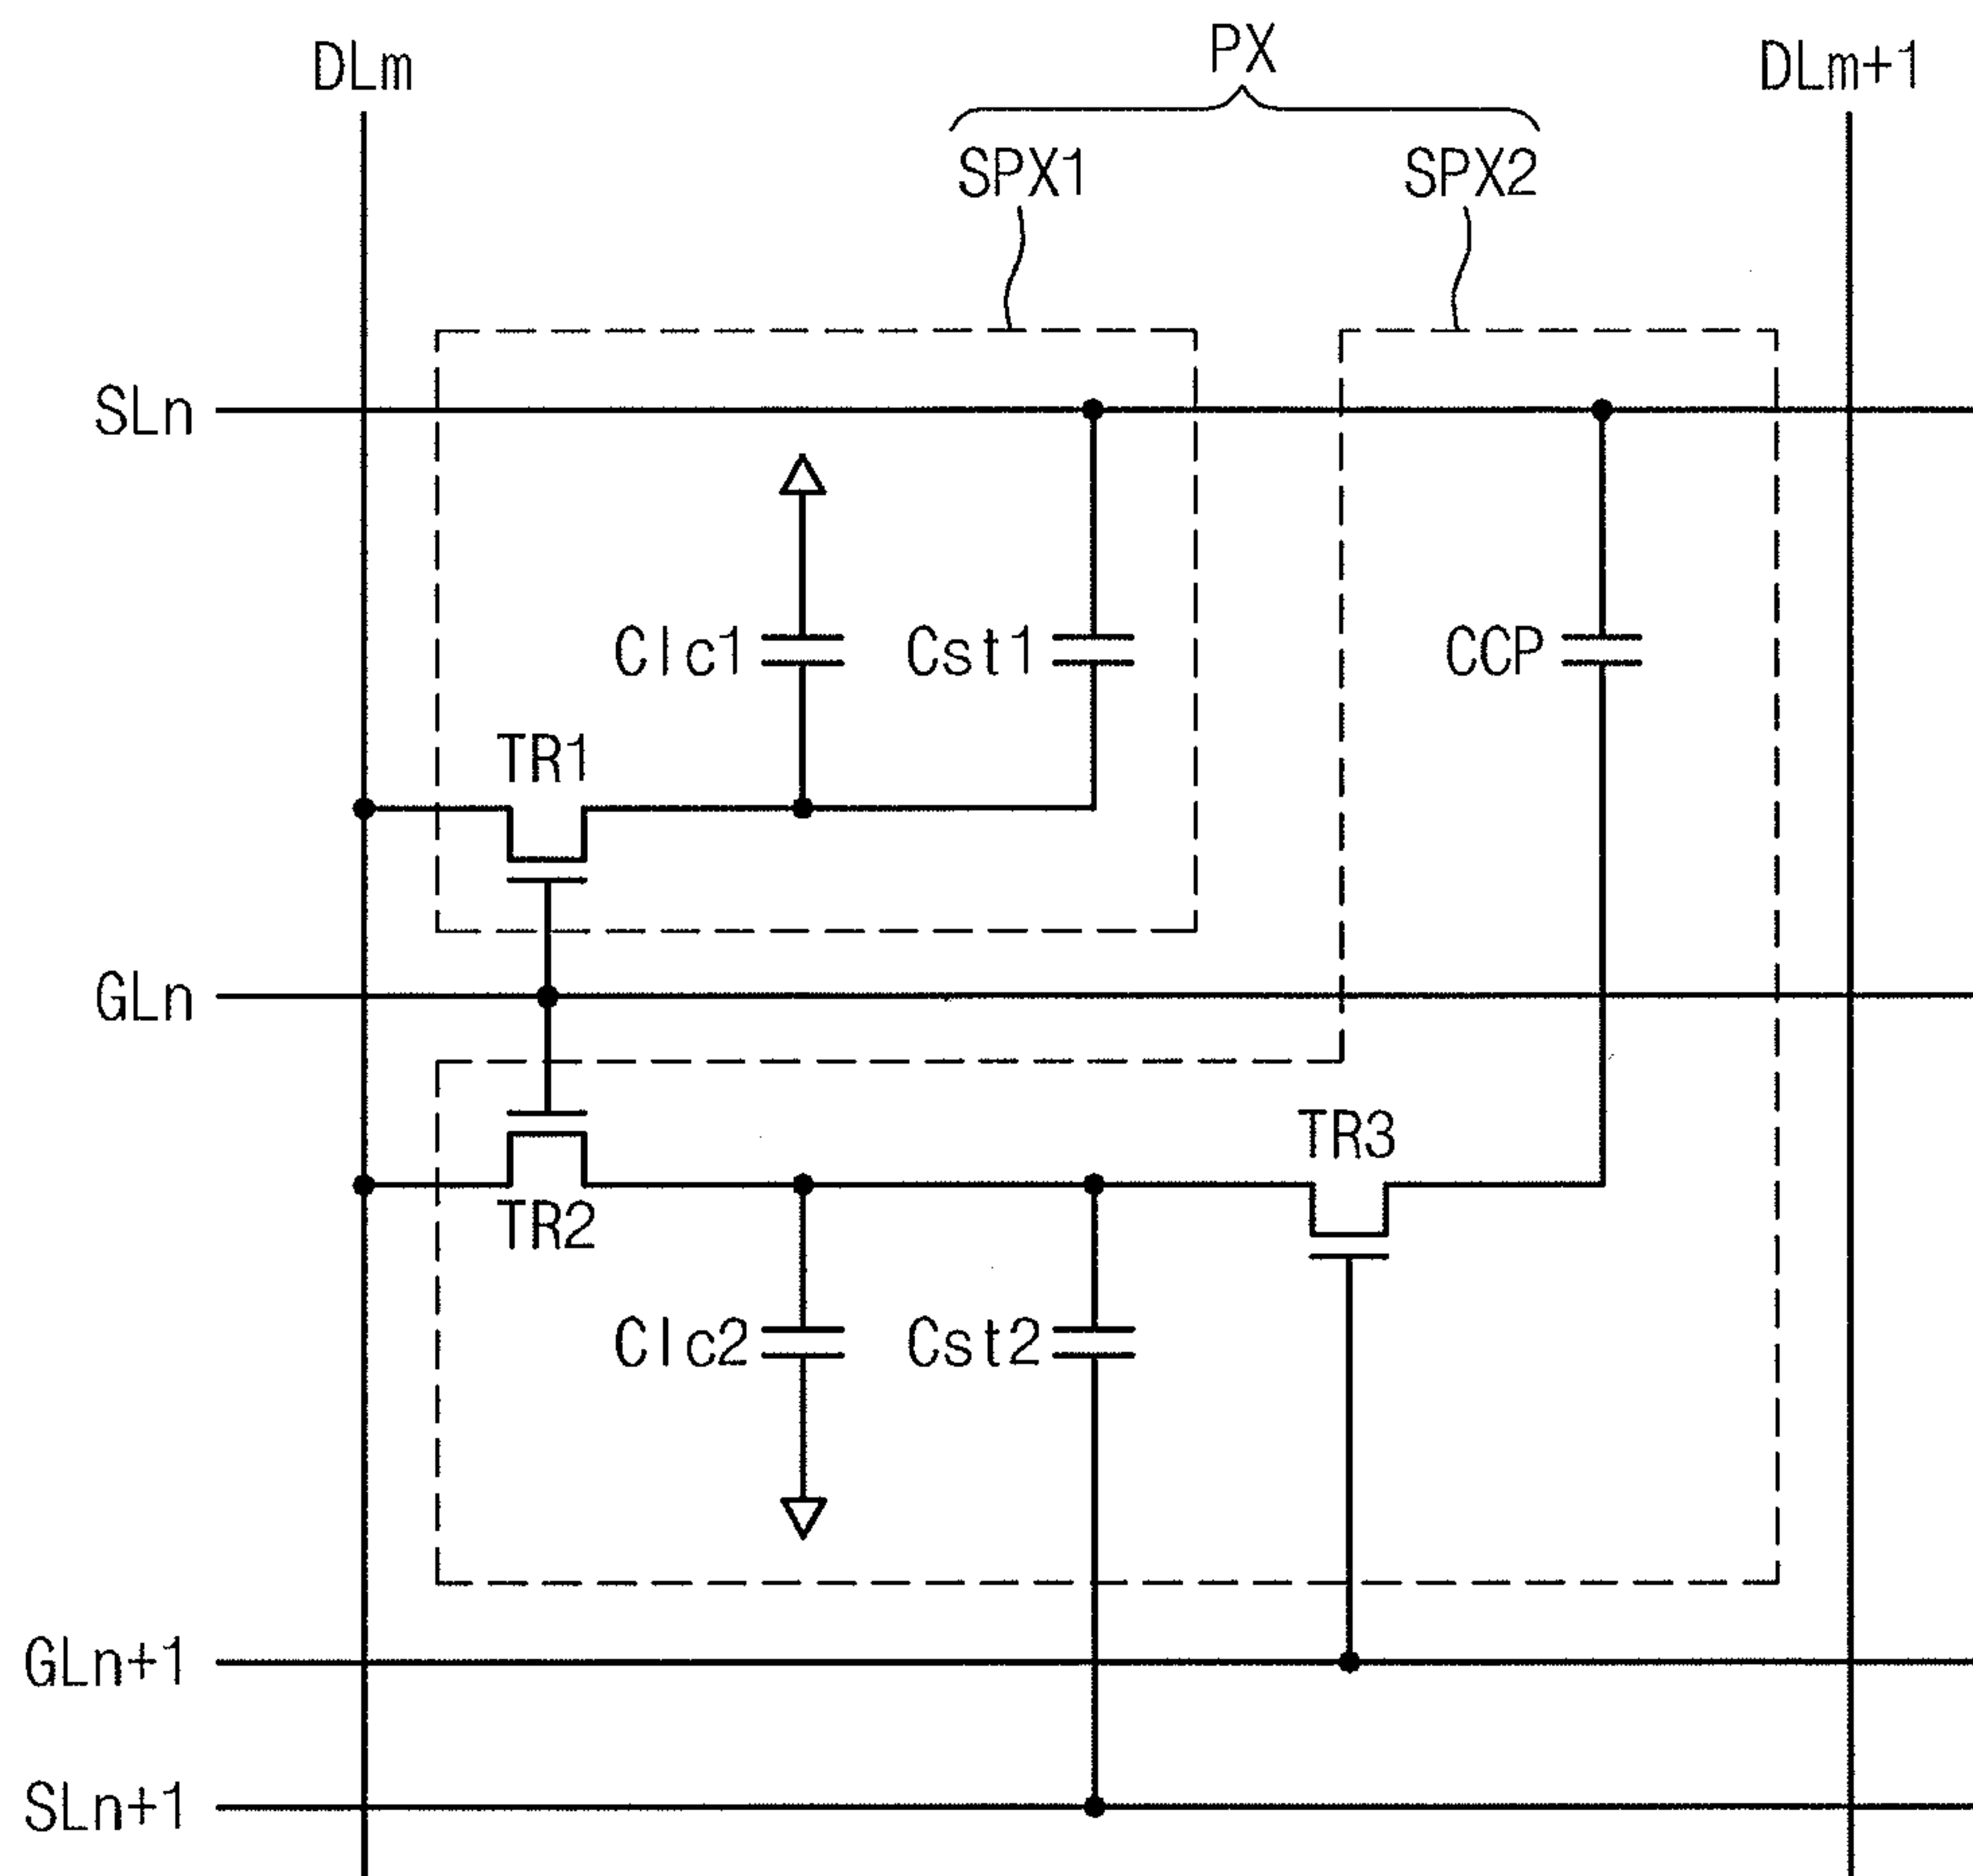 PX
DLm
DLm+1
SPX1
SPX2
SLn
Clc1
Cst1
CCP
TR1
GLn
TR3
TR2
Clc2
Cst2
GLn+1
SLn+1